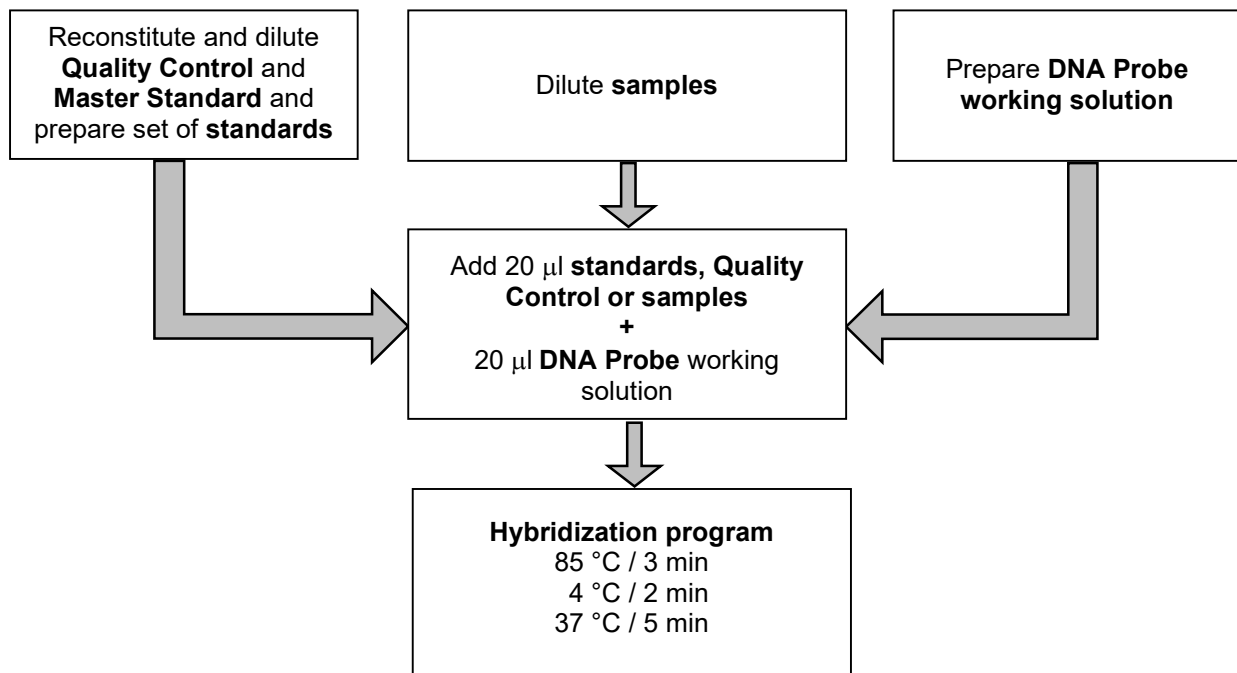 Reconstitute and dilute
Quality Control and
Master Standard and
prepare set of standards
Dilute samples
Prepare DNA Probe
working solution
Add 20 μl standards, Quality
Control or samples
+
20 μl DNA Probe working
solution
Hybridization program
85 °C / 3 min
4 °C / 2 min
37 °C / 5 min